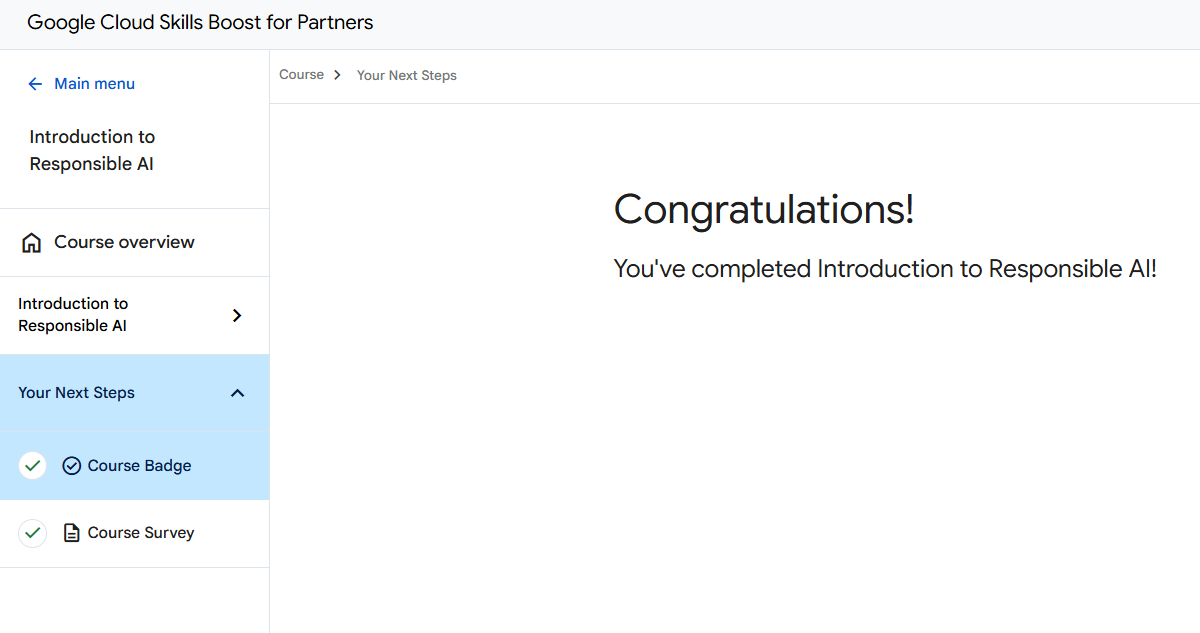 Google Cloud Skills Boost for Partners
Main menu
Introduction to
Responsible AI
Course overview
Introduction to
Responsible AI
Your Next Steps
Course Badge
Course Survey
Course Your Next Steps
Congratulations!
You've completed Introduction to Responsible AI!